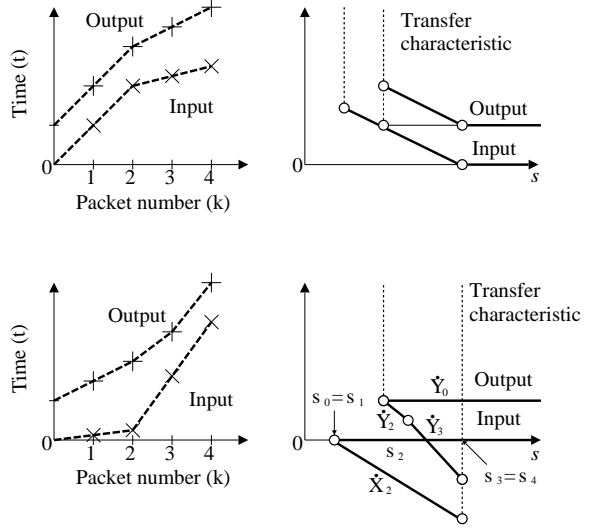 Time (t)
Output
Input
0
1 2 3 4
Packet number (k)
Transfer
characteristic
Output
Input
0
s
Time (t)
Output
Input
0
1 2 3 4
Packet number (k)
Transfer
characteristic
Ẏ0
Output
s0=s1
Ẏ2
Ẏ3
Input
0
s2
s
s3=s4
Ẋ2